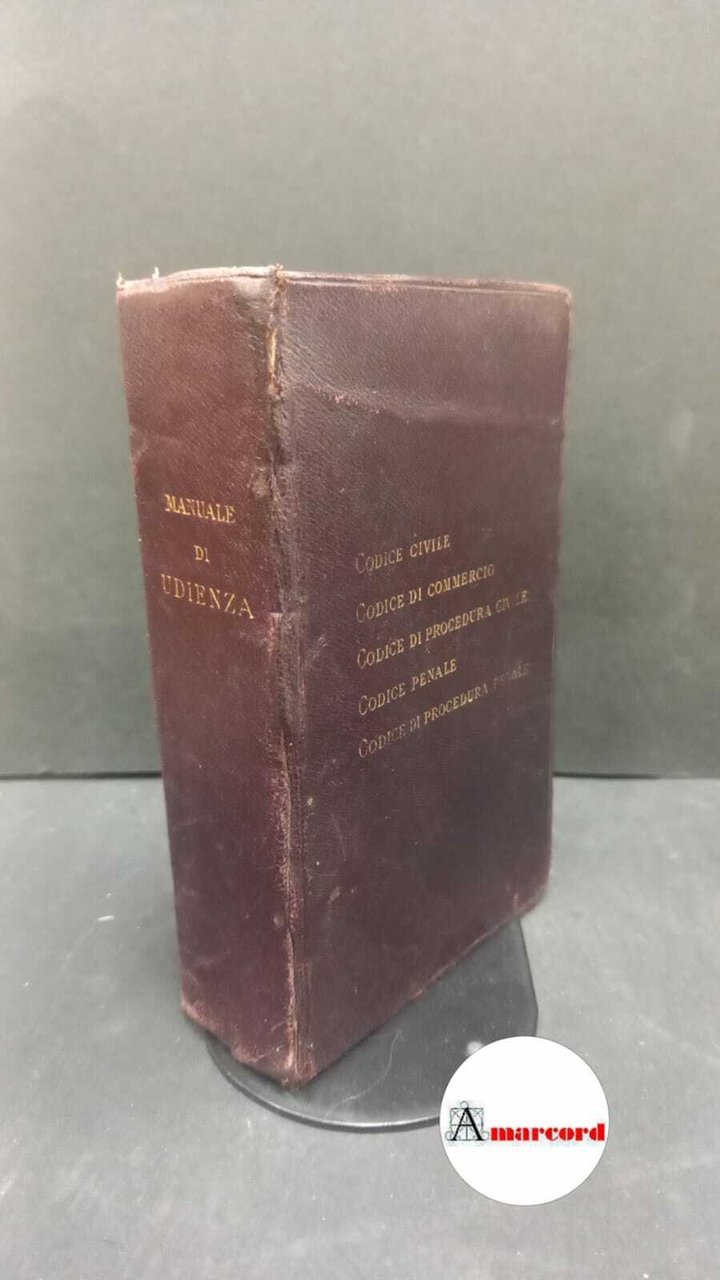 MANUALE
DI
UDIENZA
CODICE CIVILE
CODICE DI COMMERCIO
CODICE DI PROCEDURA CIVILE
CODICE PENALE
CODICE DI PROCEDURA PENALE
Amarcord